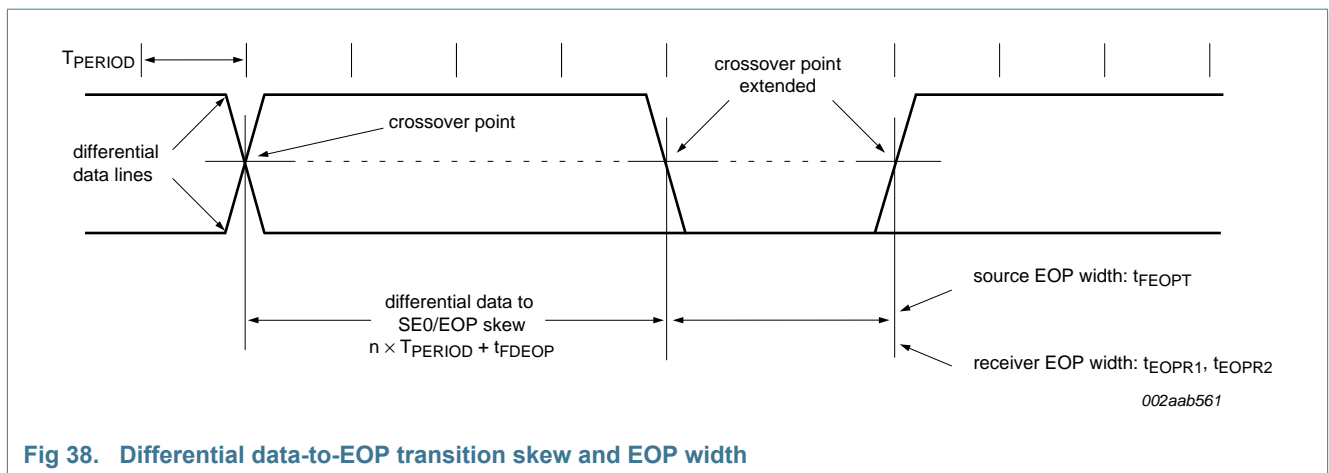 TPERIOD
crossover point
extended
crossover point
differential
data lines
differential data to
SE0/EOP skew
n × TPERIOD + tFDEOP
source EOP width: tFEOPT
receiver EOP width: tEOPR1, tEOPR2
002aab561
Fig 38. Differential data-to-EOP transition skew and EOP width